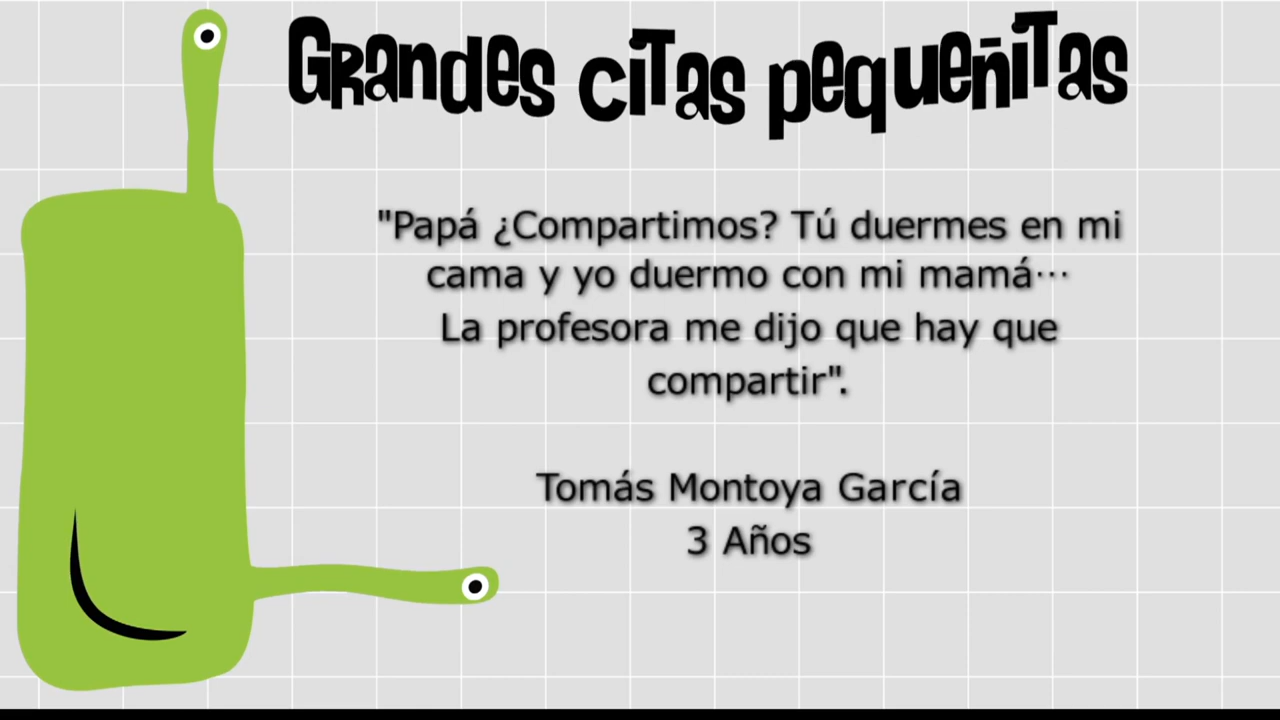 Grandes citas pequeñitas
"Papá ¿Compartimos? Tú duermes en mi
cama y yo duermo con mi mamá...
La profesora me dijo que hay que
compartir".
Tomás Montoya García
3 Años